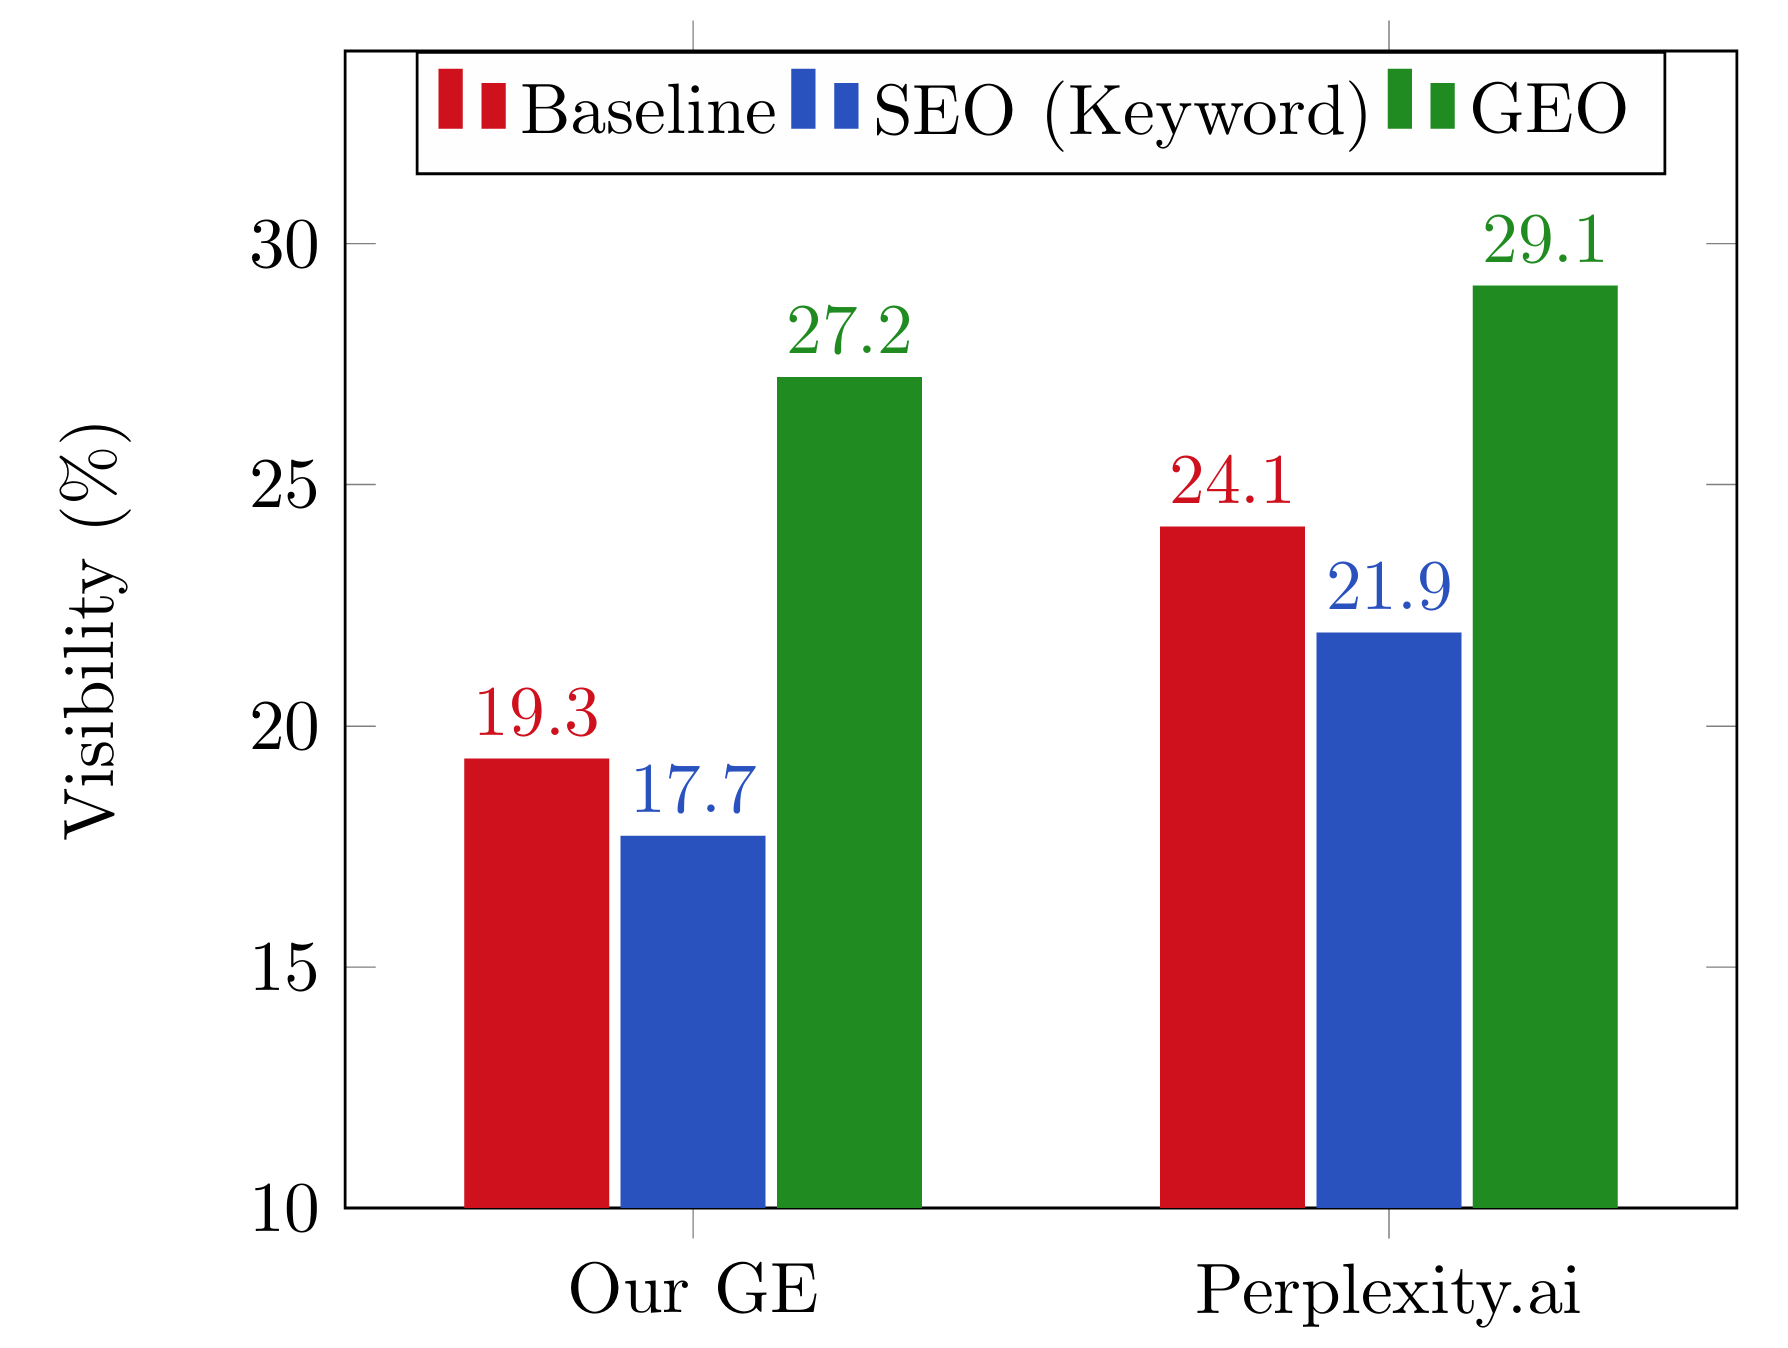 Baseline SEO (Keyword) GEO
Visibility (%)
30
25
20
15
10
19.3
17.7
27.2
24.1
21.9
29.1
Our GE
Perplexity.ai